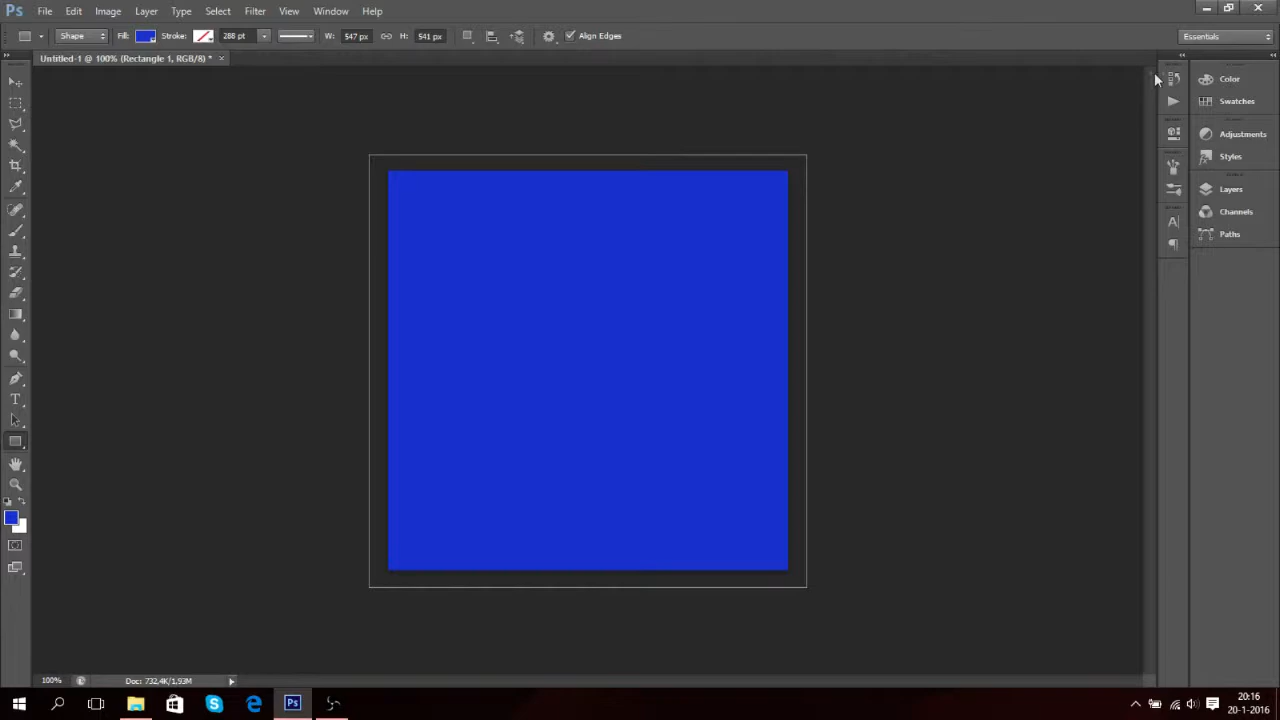 Ps File Edit Image Layer Type Select Filter View Window Help
Shape Fill: Stroke: 288 pt W: 547 px H: 541 px Align Edges Essentials
Untitled-1 @ 100% (Rectangle 1, RGB/8) * ×
Color
Swatches
Adjustments
Styles
Layers
Channels
Paths
100% Doc: 732,4K/1,93M
Ps
20:16
20-1-2016